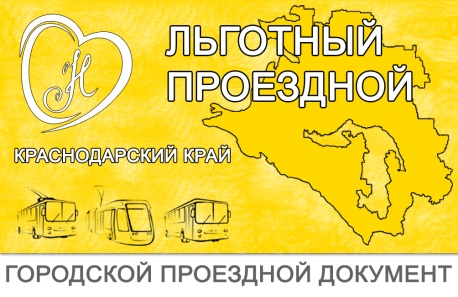 Н
ЛЬГОТНЫЙ
ПРОЕЗДНОЙ
КРАСНОДАРСКИЙ КРАЙ
ГОРОДСКОЙ ПРОЕЗДНОЙ ДОКУМЕНТ